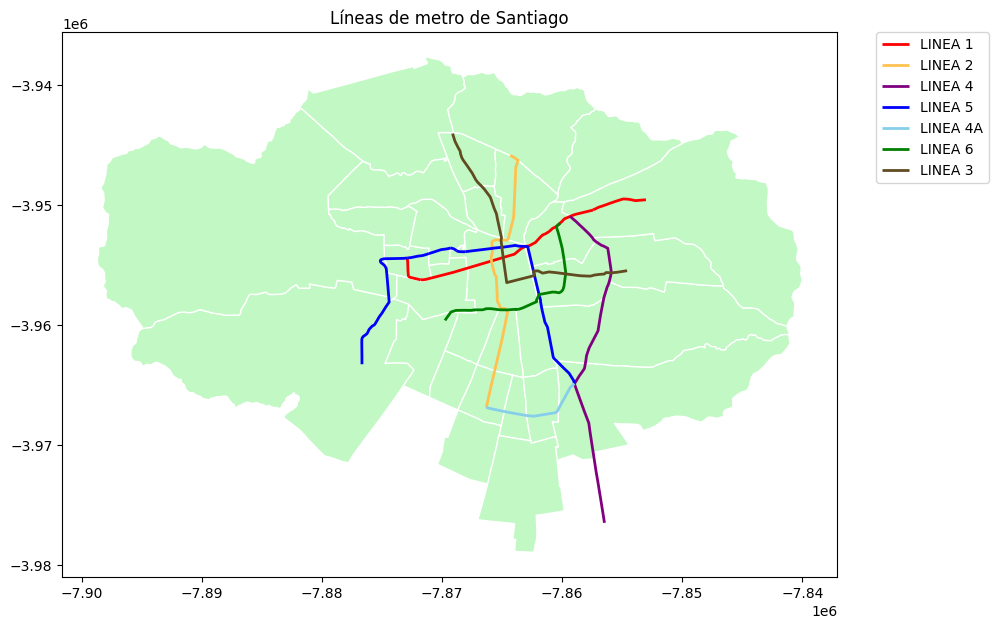 Líneas de metro de Santiago
1e6
−3.94
−3.95
−3.96
−3.97
−3.98
−7.90
−7.89
−7.88
−7.87
−7.86
−7.85
−7.84
1e6
LINEA 1
LINEA 2
LINEA 4
LINEA 5
LINEA 4A
LINEA 6
LINEA 3